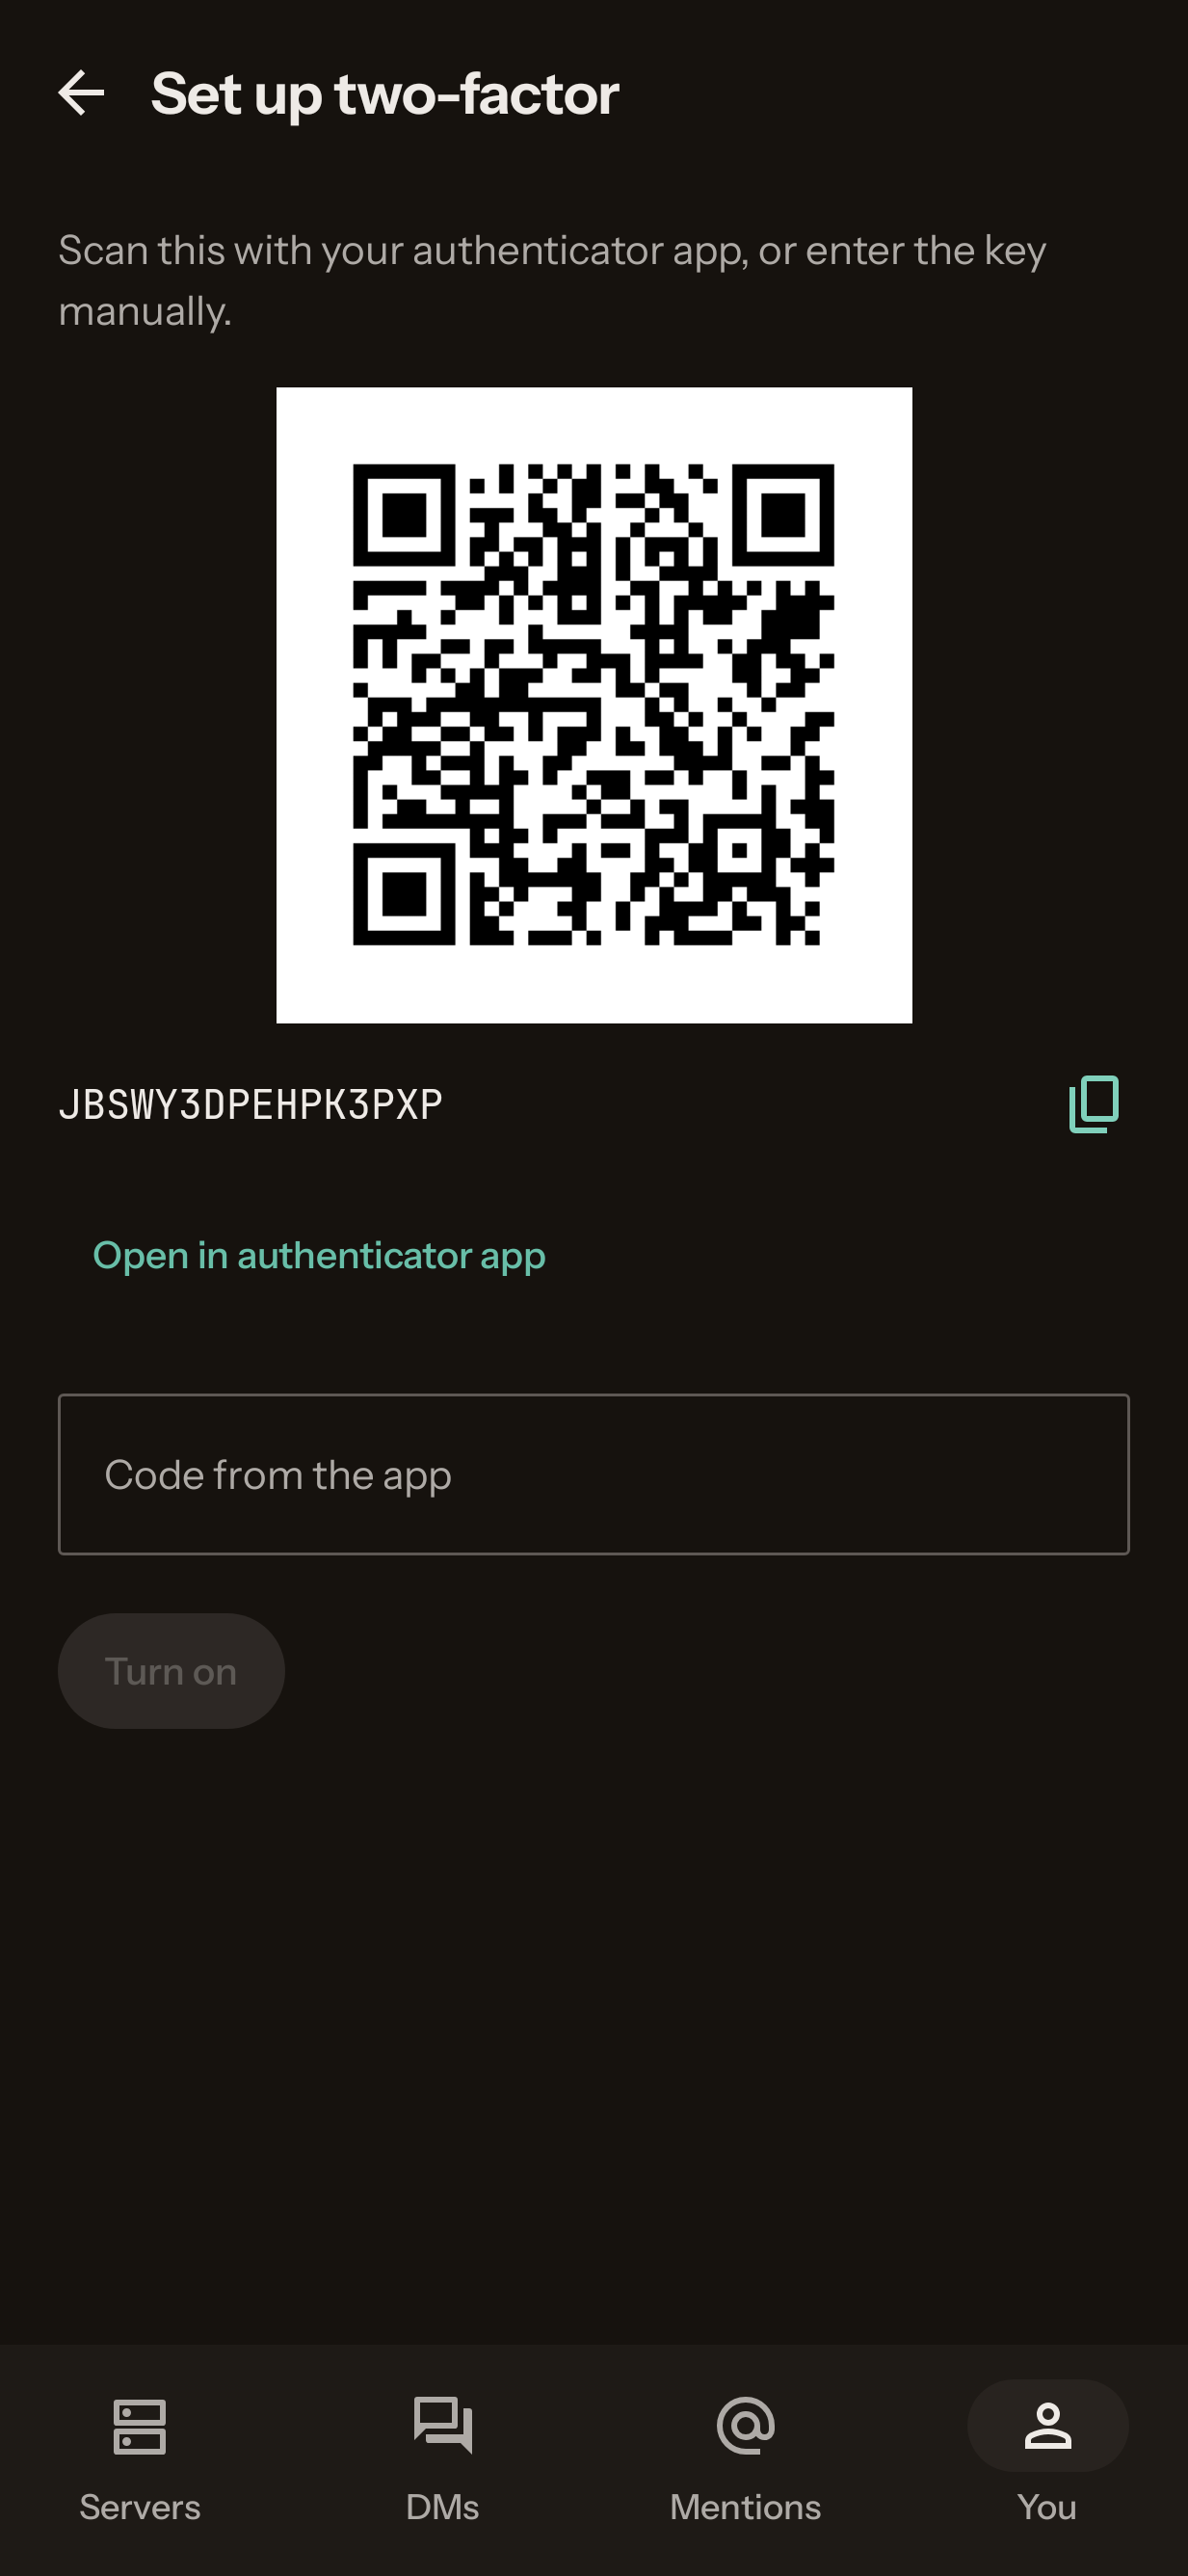 Set up two-factor
Scan this with your authenticator app, or enter the key
manually.
JBSWY3DPEHPK3PXP
Open in authenticator app
Code from the app
Turn on
Servers
DMs
Mentions
You